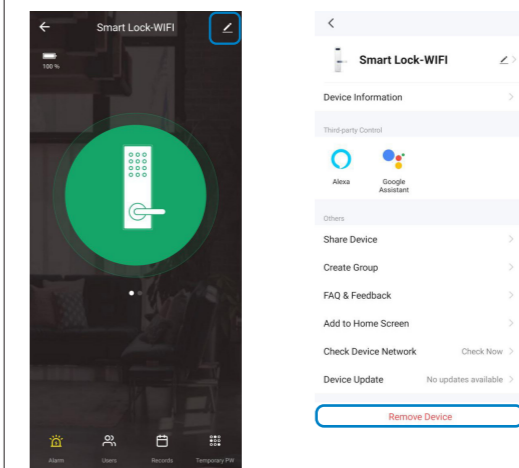 Smart Lock-WIFI
100 %
Alarm
Users
Records
Temporary PW
Smart Lock-WIFI
Device Information
Third-party Control
Alexa
Google
Assistant
Others
Share Device
Create Group
FAQ & Feedback
Add to Home Screen
Check Device Network Check Now
Device Update No updates available
Remove Device